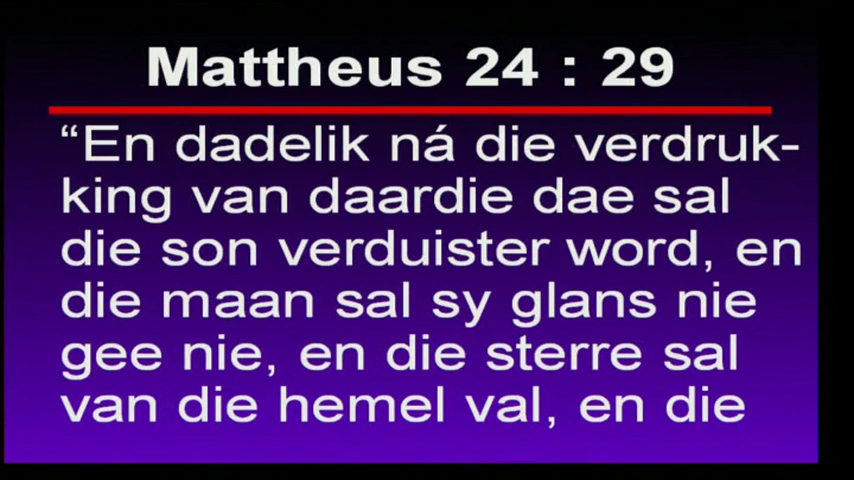 Mattheus 24 : 29
“En dadelik ná die verdruk-
king van daardie dae sal
die son verduister word, en
die maan sal sy glans nie
gee nie, en die sterre sal
van die hemel val, en die